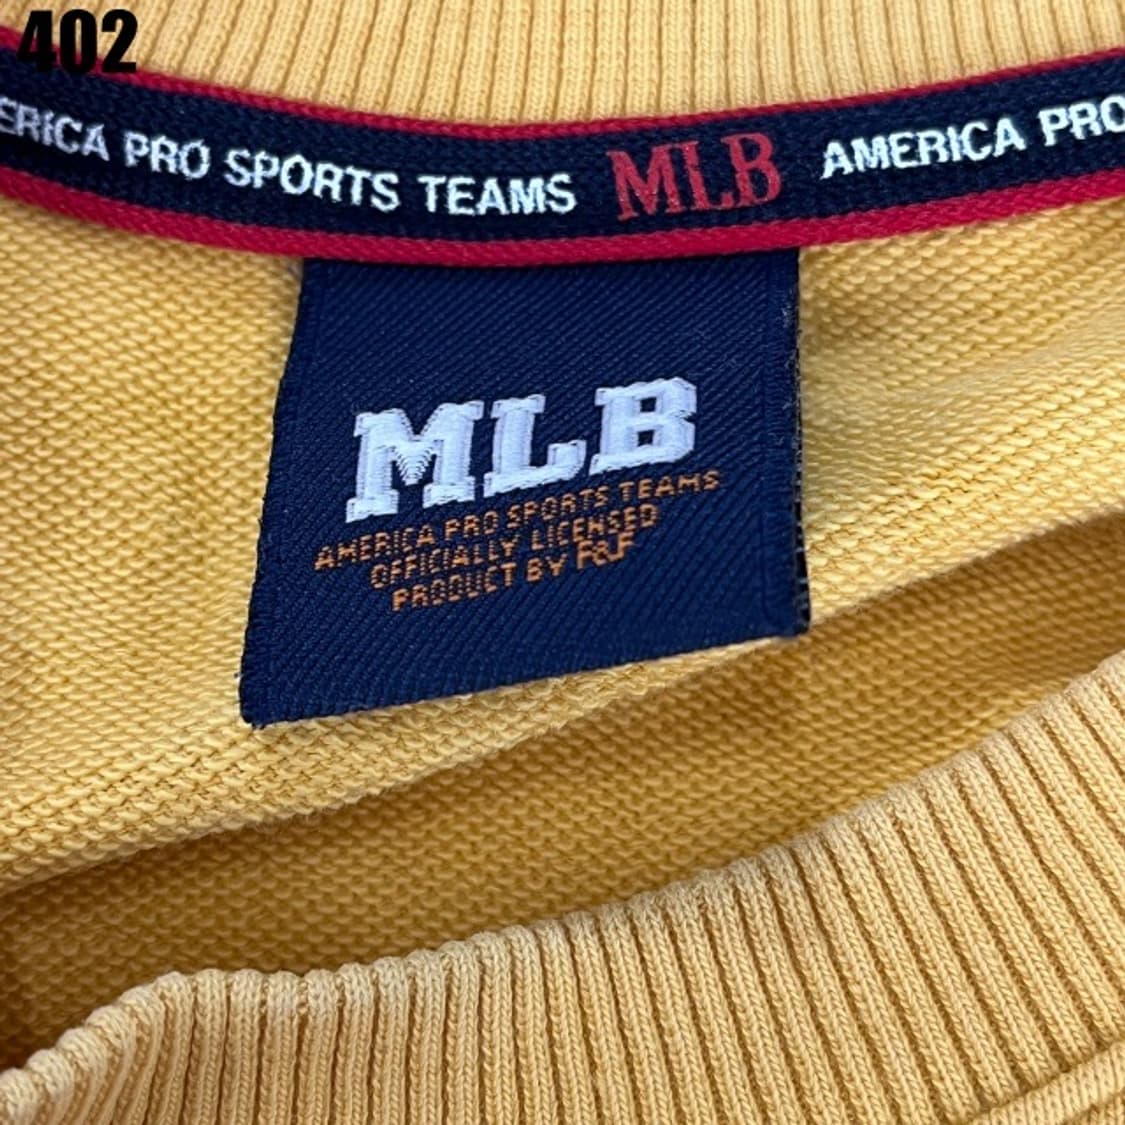 402
ERICA PRO SPORTS TEAMS MLB AMERICA PRO
MLB
AMERICA PRO SPORTS TEAMS
OFFICIALLY LICENSED
PRODUCT BY F&F